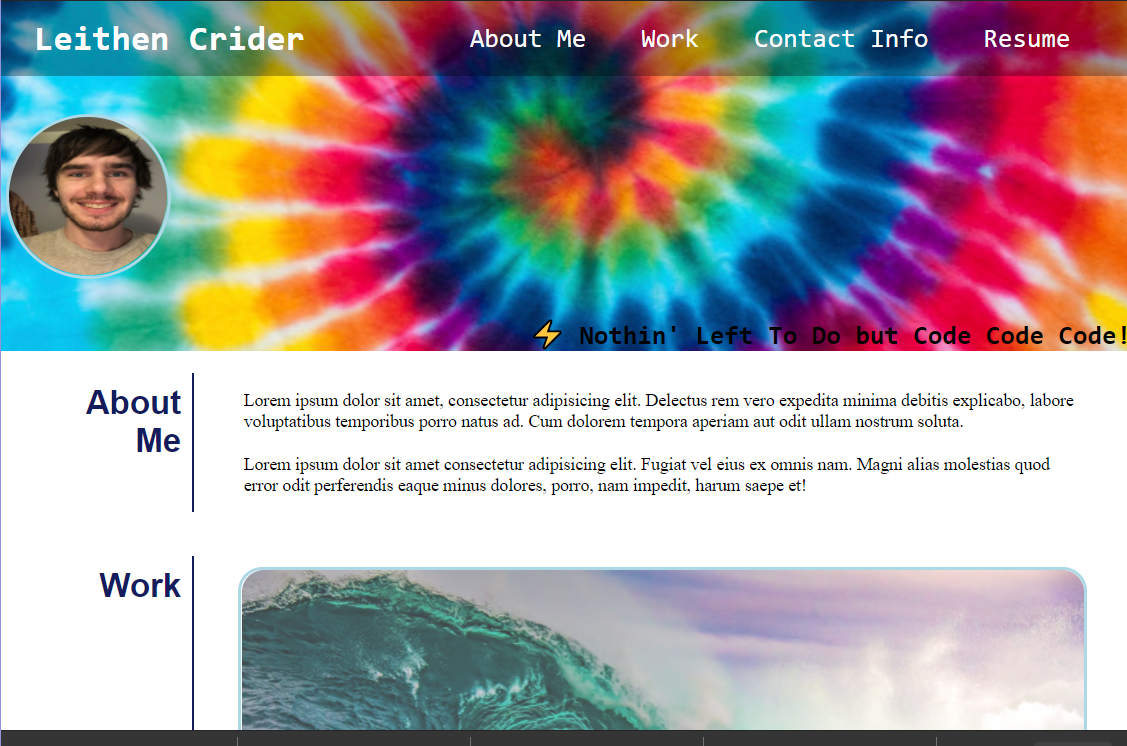 Leithen Crider
About Me Work Contact Info Resume
⚡ Nothin' Left To Do but Code Code Code!
About
Me
Lorem ipsum dolor sit amet, consectetur adipisicing elit. Delectus rem vero expedita minima debitis explicabo, labore
voluptatibus temporibus porro natus ad. Cum dolorem tempora aperiam aut odit ullam nostrum soluta.
Lorem ipsum dolor sit amet consectetur adipisicing elit. Fugiat vel eius ex omnis nam. Magni alias molestias quod
error odit perferendis eaque minus dolores, porro, nam impedit, harum saepe et!
Work